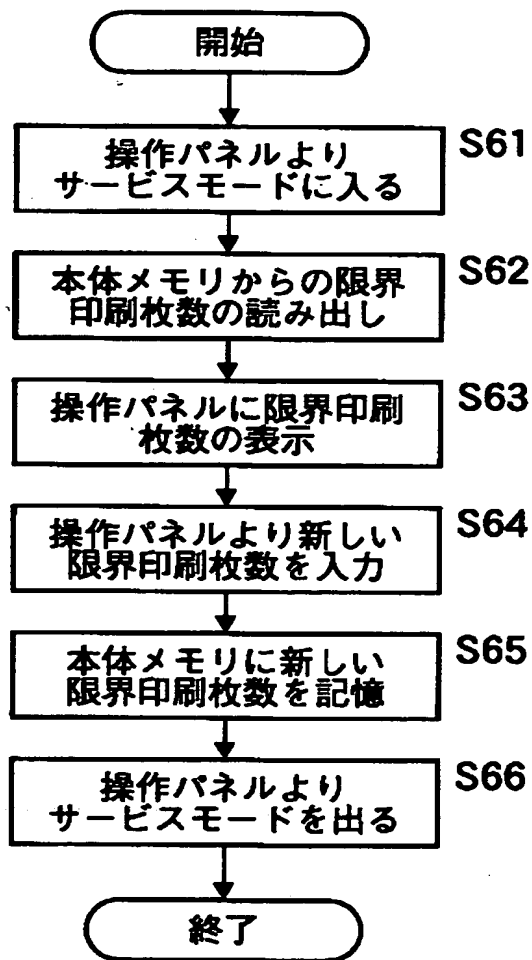 開始
操作パネルより
サービスモードに入る
S61
本体メモリからの限界
印刷枚数の読み出し
S62
操作パネルに限界印刷
枚数の表示
S63
操作パネルより新しい
限界印刷枚数を入力
S64
本体メモリに新しい
限界印刷枚数を記憶
S65
操作パネルより
サービスモードを出る
S66
終了